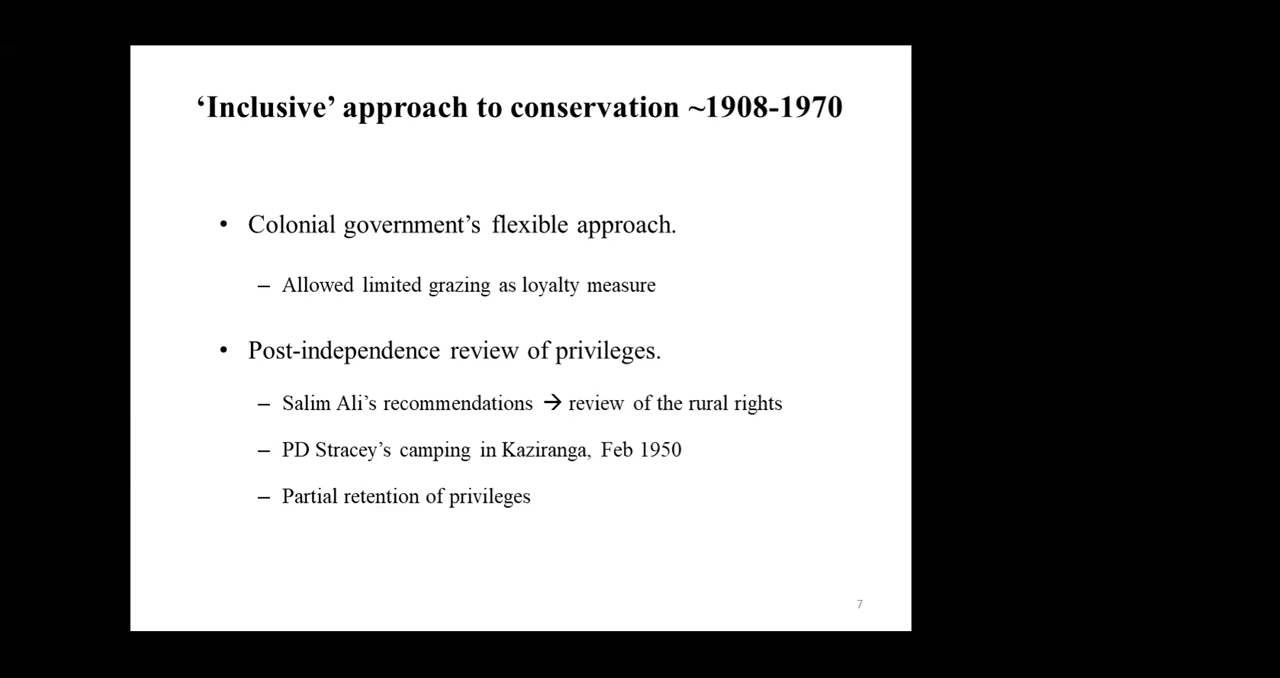 ‘Inclusive’ approach to conservation ~1908-1970
• Colonial government’s flexible approach.
– Allowed limited grazing as loyalty measure
• Post-independence review of privileges.
– Salim Ali’s recommendations → review of the rural rights
– PD Stracey’s camping in Kaziranga, Feb 1950
– Partial retention of privileges
7